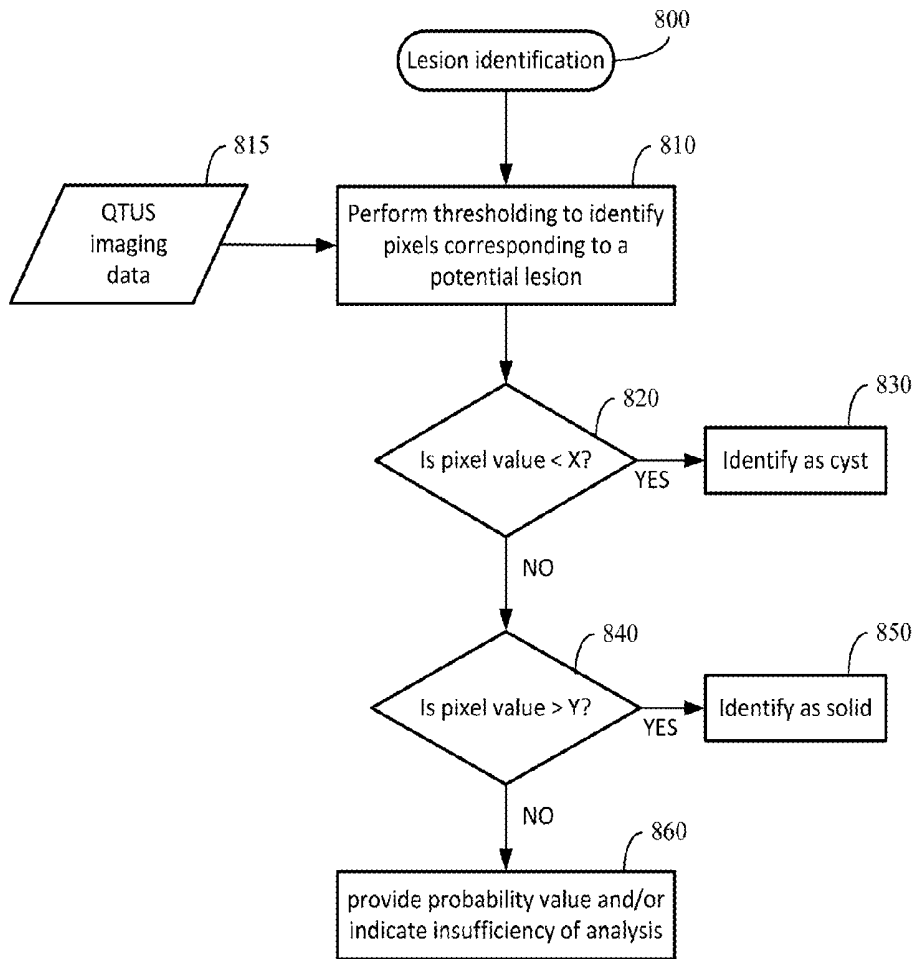 800
Lesion identification
815
810
QTUS
imaging
data
Perform thresholding to identify
pixels corresponding to a
potential lesion
820
830
Is pixel value < X?
YES
Identify as cyst
NO
840
850
Is pixel value > Y?
YES
Identify as solid
NO
860
provide probability value and/or
indicate insufficiency of analysis